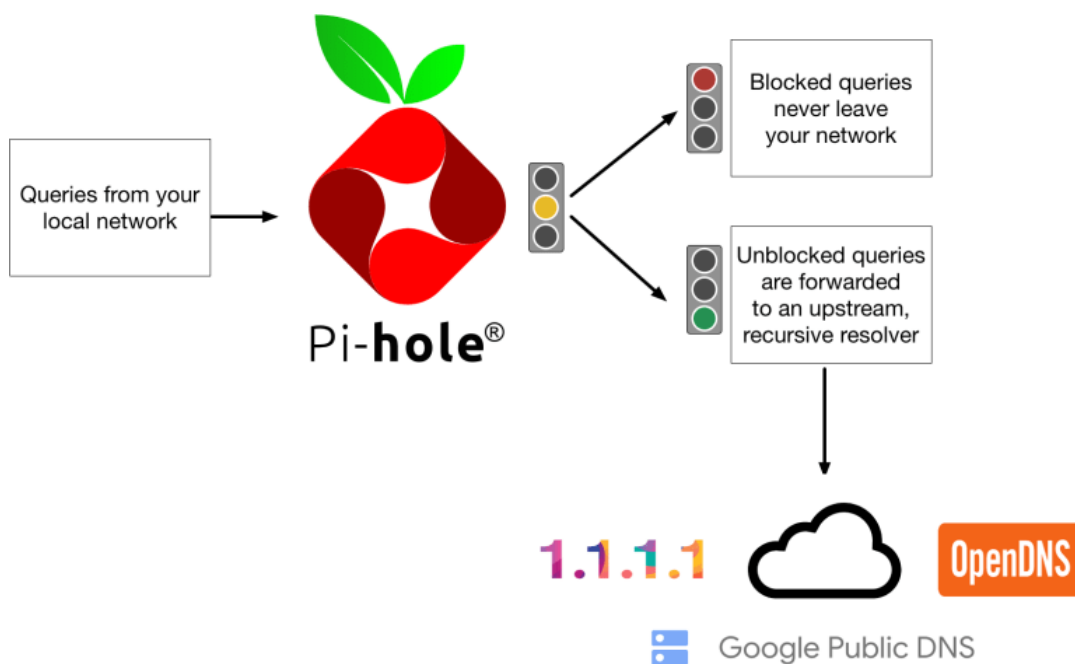 Queries from your
local network
Pi-hole®
Blocked queries
never leave
your network
Unblocked queries
are forwarded
to an upstream,
recursive resolver
1.1.1.1
OpenDNS
Google Public DNS